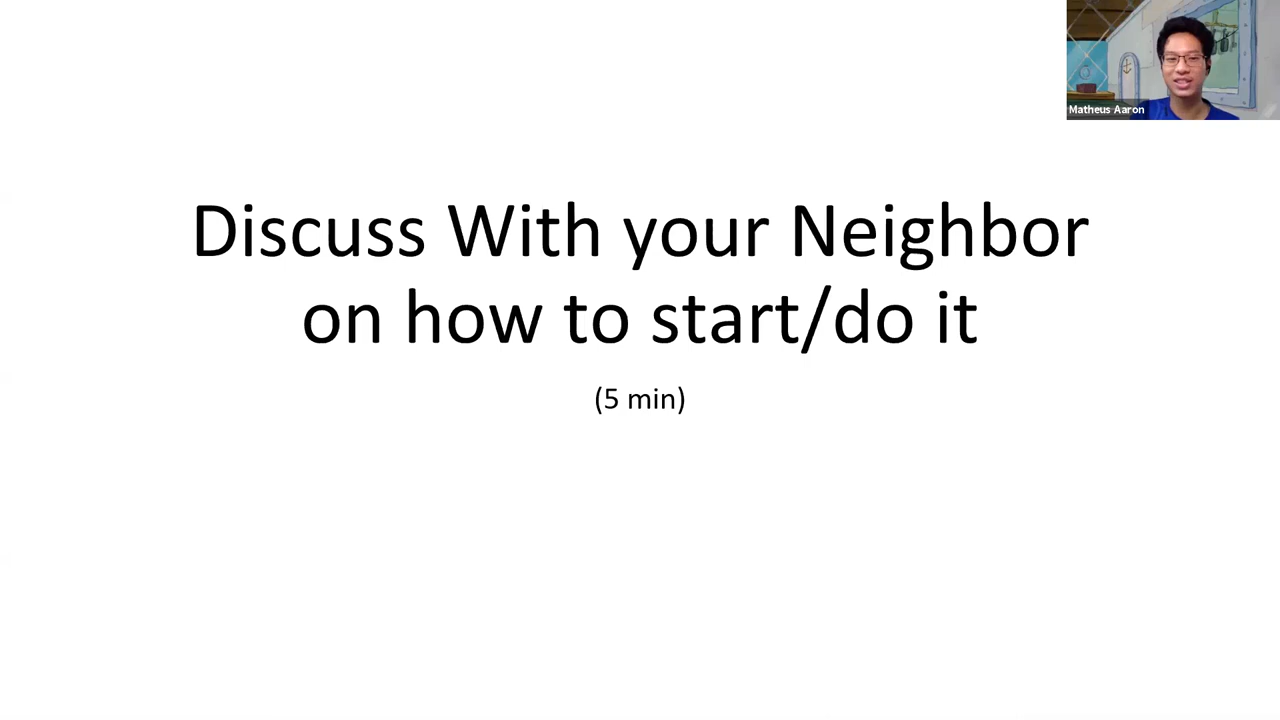 Matheus Aaron
Discuss With your Neighbor
on how to start/do it
(5 min)